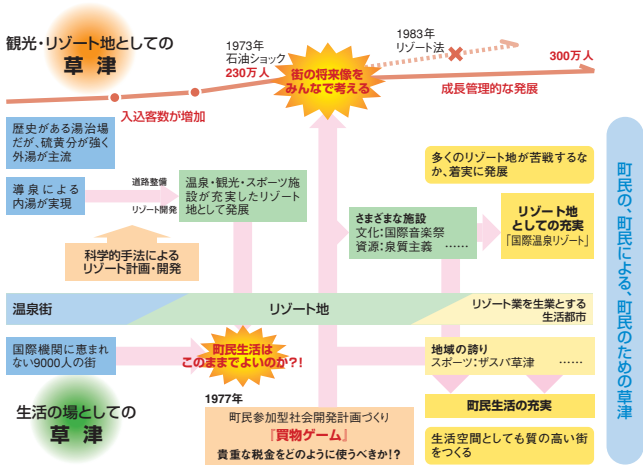 観光・リゾート地としての
草津
1973年
石油ショック
230万人
街の将来像を
みんなで考える
1983年
リゾート法
300万人
入込客数が増加
成長管理的な発展
歴史がある湯治場
だが、硫黄分が強く
外湯が主流
導泉による
内湯が実現
道路整備
リゾート開発
温泉・観光・スポーツ施
設が充実したリゾート
地として発展
科学的手法による
リゾート計画・開発
さまざまな施設
文化:国際音楽祭
資源:泉質主義 ……
多くのリゾート地が苦戦するな
か、着実に発展
リゾート地
としての充実
「国際温泉リゾート」
温泉街
リゾート地
リゾート業を生業とする
生活都市
国際機関に恵まれ
ない9000人の街
町民生活は
このままでよいのか?!
地域の誇り
スポーツ:ザスパ草津 ……
町民生活の充実
生活空間としても質の高い街
をつくる
生活の場としての
草津
1977年
町民参加型社会開発計画づくり
『買物ゲーム』
貴重な税金をどのように使うべきか!?
町民の、町民による、町民のための草津